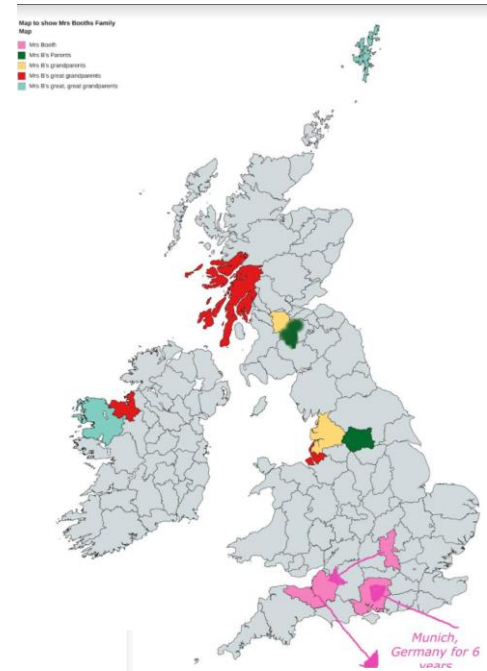 Map to show Mrs Booths Family
Map
Mrs Booth
Mrs B's Parents
Mrs B's grandparents
Mrs B's great grandparents
Mrs B's great, great grandparents
Munich,
Germany for 6
years